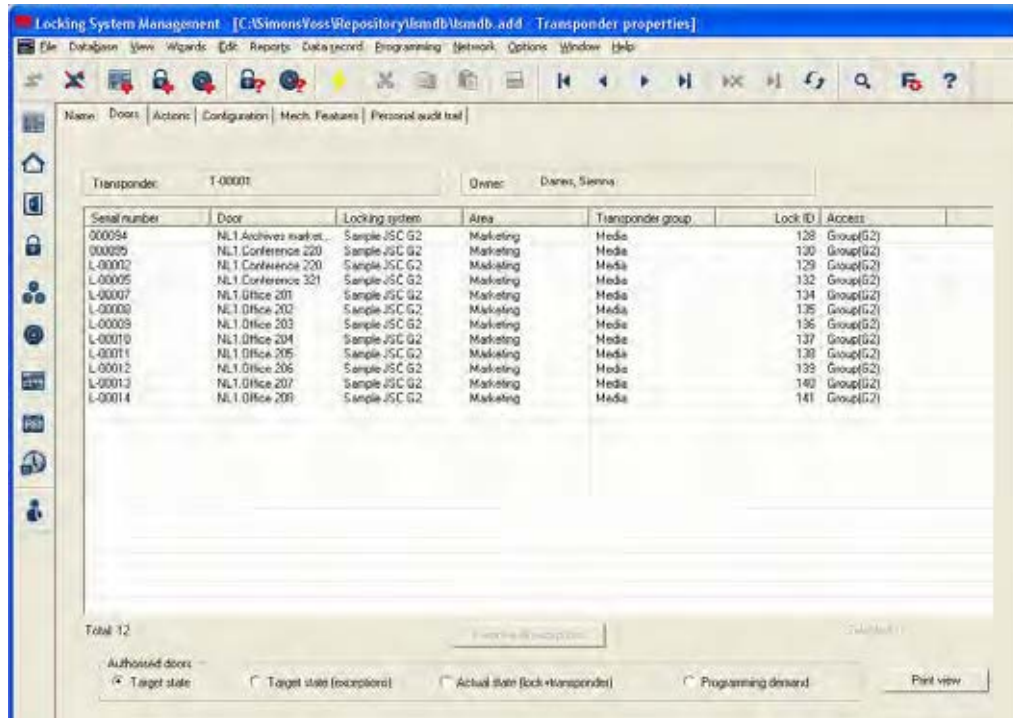 Locking System Management [C:\SimonsVoss\Repository\lsmdb\lsmdb.add Transponder properties]
File Database View Wizards Edit Reports Data record Programming Network Options Window Help
Name Doors Actions Configuration Mech. Features Personal audit trail
Transponder: T-00001 Owner: Danes, Sienna
Serial number Door Locking system Area Transponder group Lock ID Access
000094 NL1.Archives market... Sample JSC G2 Marketing Media 128 Group(G2)
000095 NL1.Conference 220 Sample JSC G2 Marketing Media 130 Group(G2)
L-00002 NL1.Conference 220 Sample JSC G2 Marketing Media 129 Group(G2)
L-00005 NL1.Conference 321 Sample JSC G2 Marketing Media 132 Group(G2)
L-00007 NL1.Office 201 Sample JSC G2 Marketing Media 134 Group(G2)
L-00008 NL1.Office 202 Sample JSC G2 Marketing Media 135 Group(G2)
L-00009 NL1.Office 203 Sample JSC G2 Marketing Media 136 Group(G2)
L-00010 NL1.Office 204 Sample JSC G2 Marketing Media 137 Group(G2)
L-00011 NL1.Office 205 Sample JSC G2 Marketing Media 138 Group(G2)
L-00012 NL1.Office 206 Sample JSC G2 Marketing Media 139 Group(G2)
L-00013 NL1.Office 207 Sample JSC G2 Marketing Media 140 Group(G2)
L-00014 NL1.Office 208 Sample JSC G2 Marketing Media 141 Group(G2)
Total: 12
Authorised doors
Target state Target state (exceptions) Actual state (lock+transponder) Programming demand Print view